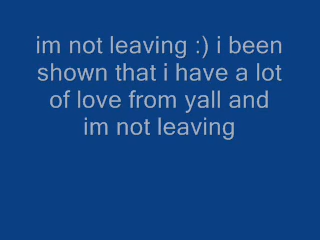 im not leaving :) i been
shown that i have a lot
of love from yall and
im not leaving